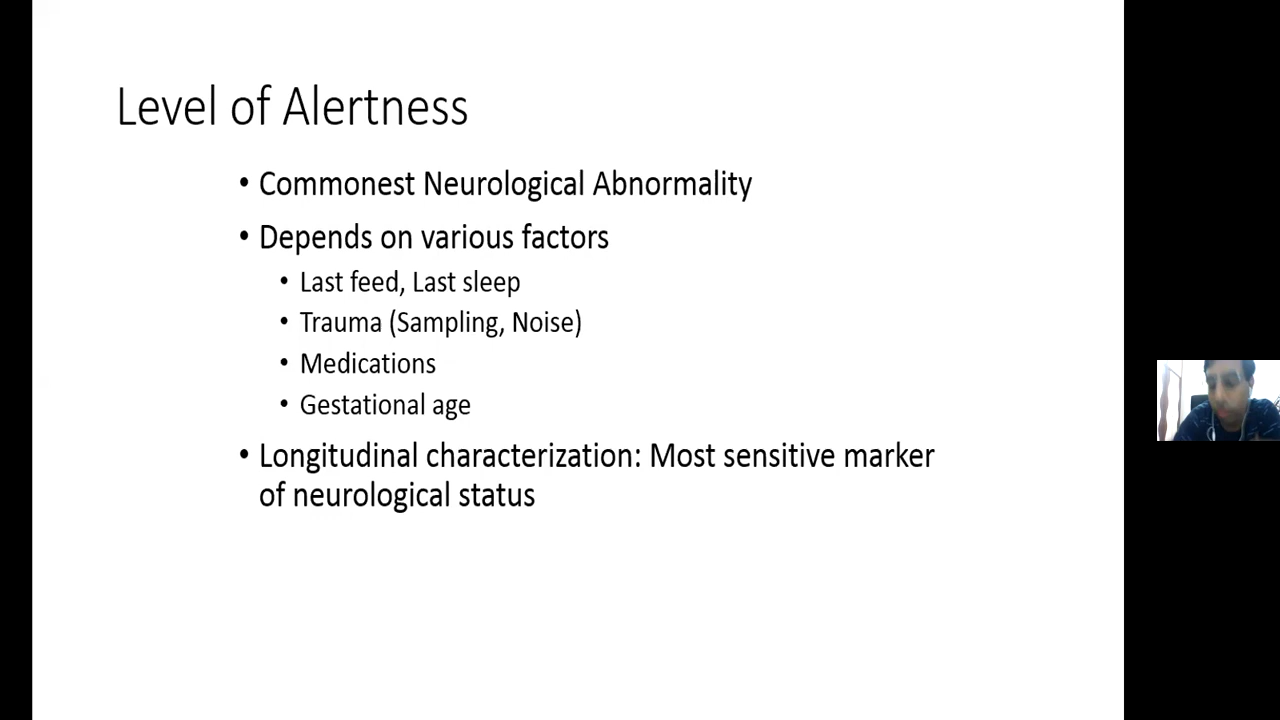 Level of Alertness
• Commonest Neurological Abnormality
• Depends on various factors
• Last feed, Last sleep
• Trauma (Sampling, Noise)
• Medications
• Gestational age
• Longitudinal characterization: Most sensitive marker
of neurological status